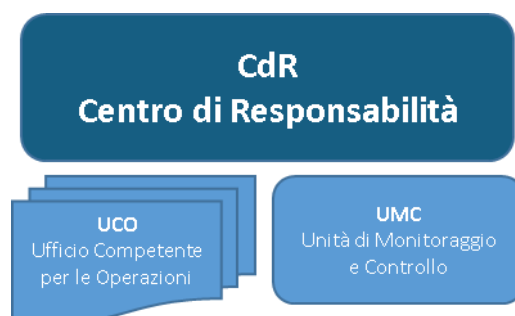 CdR
Centro di Responsabilità
UCO
Ufficio Competente
per le Operazioni
UMC
Unità di Monitoraggio
e Controllo